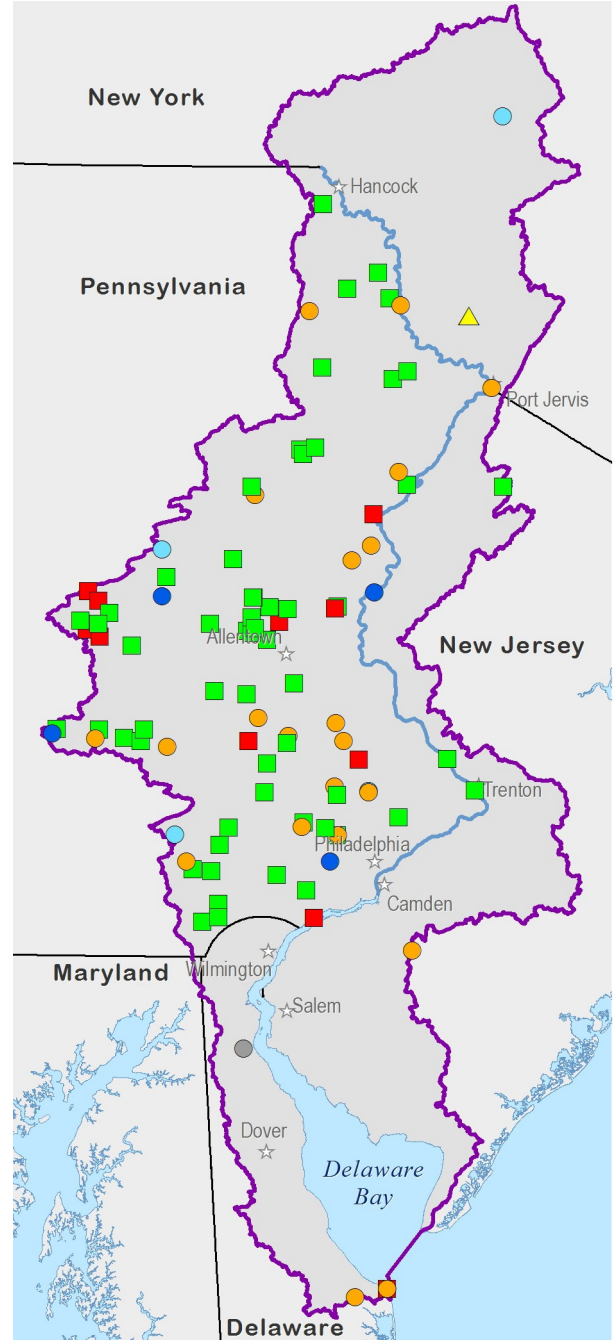 New York
Hancock
Pennsylvania
Port Jervis
Allentown
New Jersey
Trenton
Philadelphia
Camden
Maryland
Wilmington
Salem
Dover
Delaware
Bay
Delaware